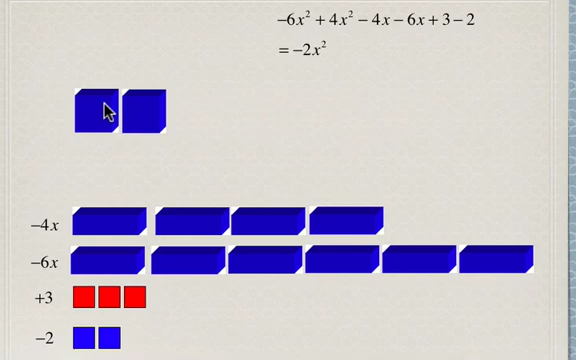 −6x² + 4x² − 4x − 6x + 3 − 2
= −2x²
−4x
−6x
+3
−2